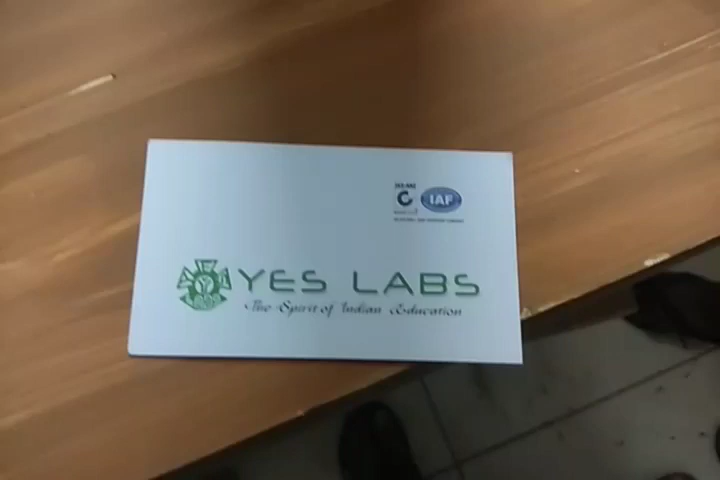 IAF
YES LABS
The Spirit of Indian Education